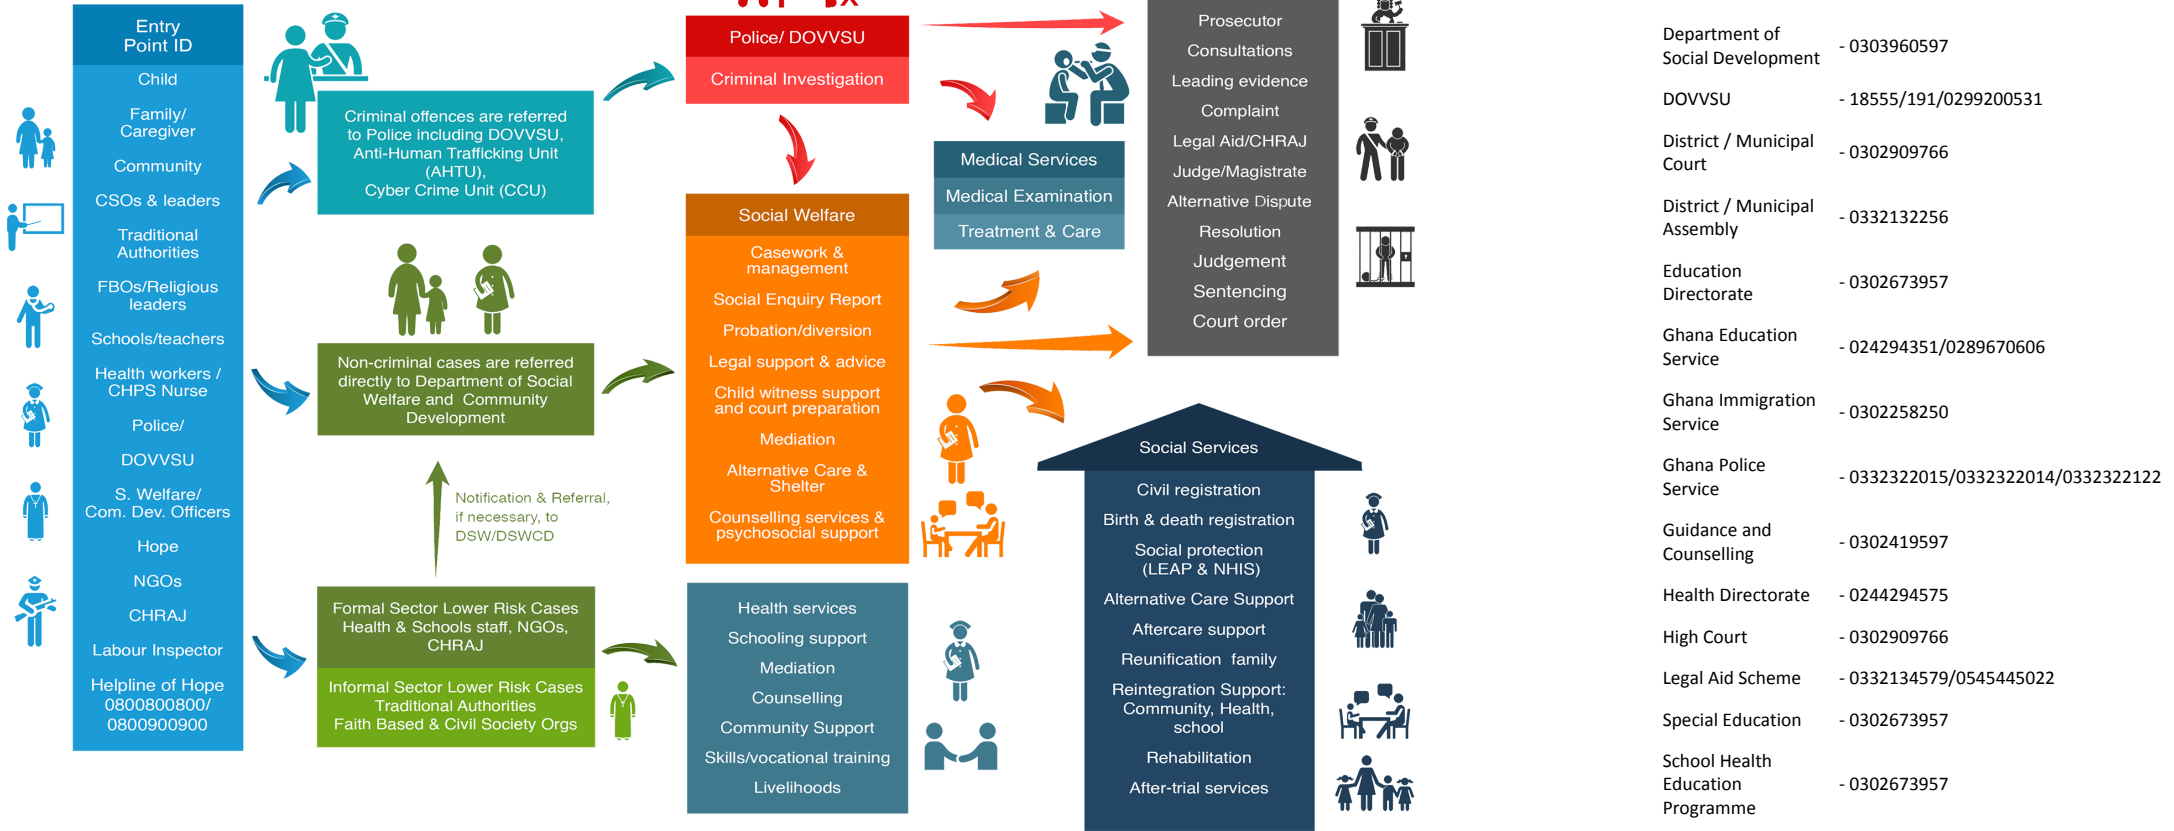 Entry
Point ID
Child
Family/
Caregiver
Community
CSOs & leaders
Traditional
Authorities
FBOs/Religious
leaders
Schools/teachers
Health workers /
CHPS Nurse
Police/
DOVVSU
S. Welfare/
Com. Dev. Officers
Hope
NGOs
CHRAJ
Labour Inspector
Helpline of Hope
0800800800/
0800900900
Criminal offences are referred
to Police including DOVVSU,
Anti-Human Trafficking Unit
(AHTU),
Cyber Crime Unit (CCU)
Non-criminal cases are referred
directly to Department of Social
Welfare and Community
Development
Notification & Referral,
if necessary, to
DSW/DSWCD
Formal Sector Lower Risk Cases
Health & Schools staff, NGOs,
CHRAJ
Informal Sector Lower Risk Cases
Traditional Authorities
Faith Based & Civil Society Orgs
Police/ DOVVSU
Criminal Investigation
Social Welfare
Casework &
management
Social Enquiry Report
Probation/diversion
Legal support & advice
Child witness support
and court preparation
Mediation
Alternative Care &
Shelter
Counselling services &
psychosocial support
Health services
Schooling support
Mediation
Counselling
Community Support
Skills/vocational training
Livelihoods
Medical Services
Medical Examination
Treatment & Care
Prosecutor
Consultations
Leading evidence
Complaint
Legal Aid/CHRAJ
Judge/Magistrate
Alternative Dispute
Resolution
Judgement
Sentencing
Court order
Social Services
Civil registration
Birth & death registration
Social protection
(LEAP & NHIS)
Alternative Care Support
Aftercare support
Reunification family
Reintegration Support:
Community, Health,
school
Rehabilitation
After-trial services
Department of
Social Development - 0303960597
DOVVSU - 18555/191/0299200531
District / Municipal
Court - 0302909766
District / Municipal
Assembly - 0332132256
Education
Directorate - 0302673957
Ghana Education
Service - 024294351/0289670606
Ghana Immigration
Service - 0302258250
Ghana Police
Service - 0332322015/0332322014/0332322122
Guidance and
Counselling - 0302419597
Health Directorate - 0244294575
High Court - 0302909766
Legal Aid Scheme - 0332134579/0545445022
Special Education - 0302673957
School Health
Education
Programme - 0302673957